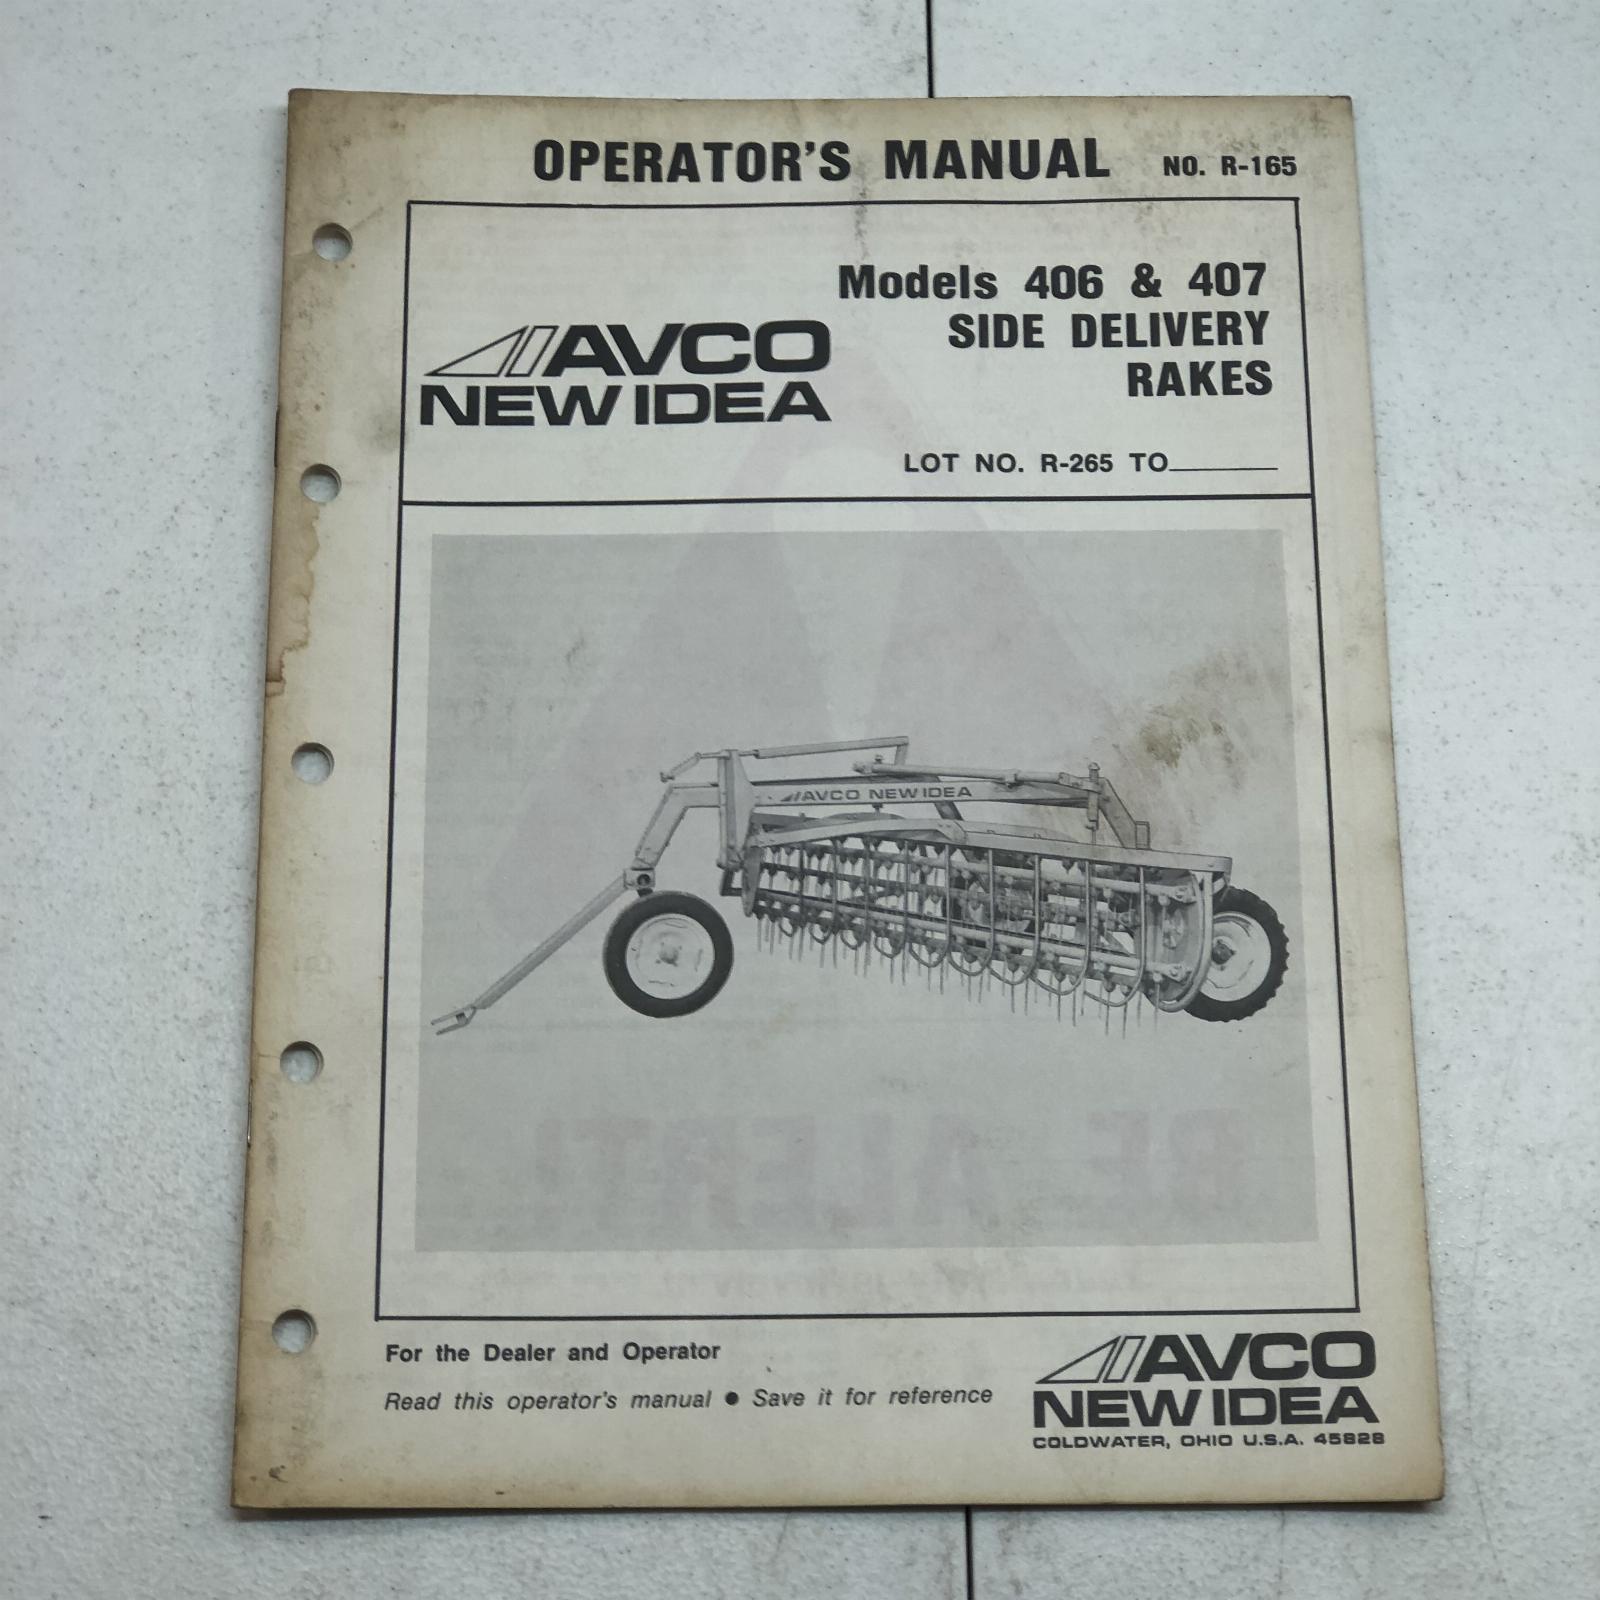 OPERATOR'S MANUAL NO. R-165
Models 406 & 407
SIDE DELIVERY
RAKES
AVCO
NEW IDEA
LOT NO. R-265 TO
AVCO NEW IDEA
BE ALERT!
For the Dealer and Operator
Read this operator's manual ● Save it for reference
AVCO
NEW IDEA
COLDWATER, OHIO U.S.A. 45828